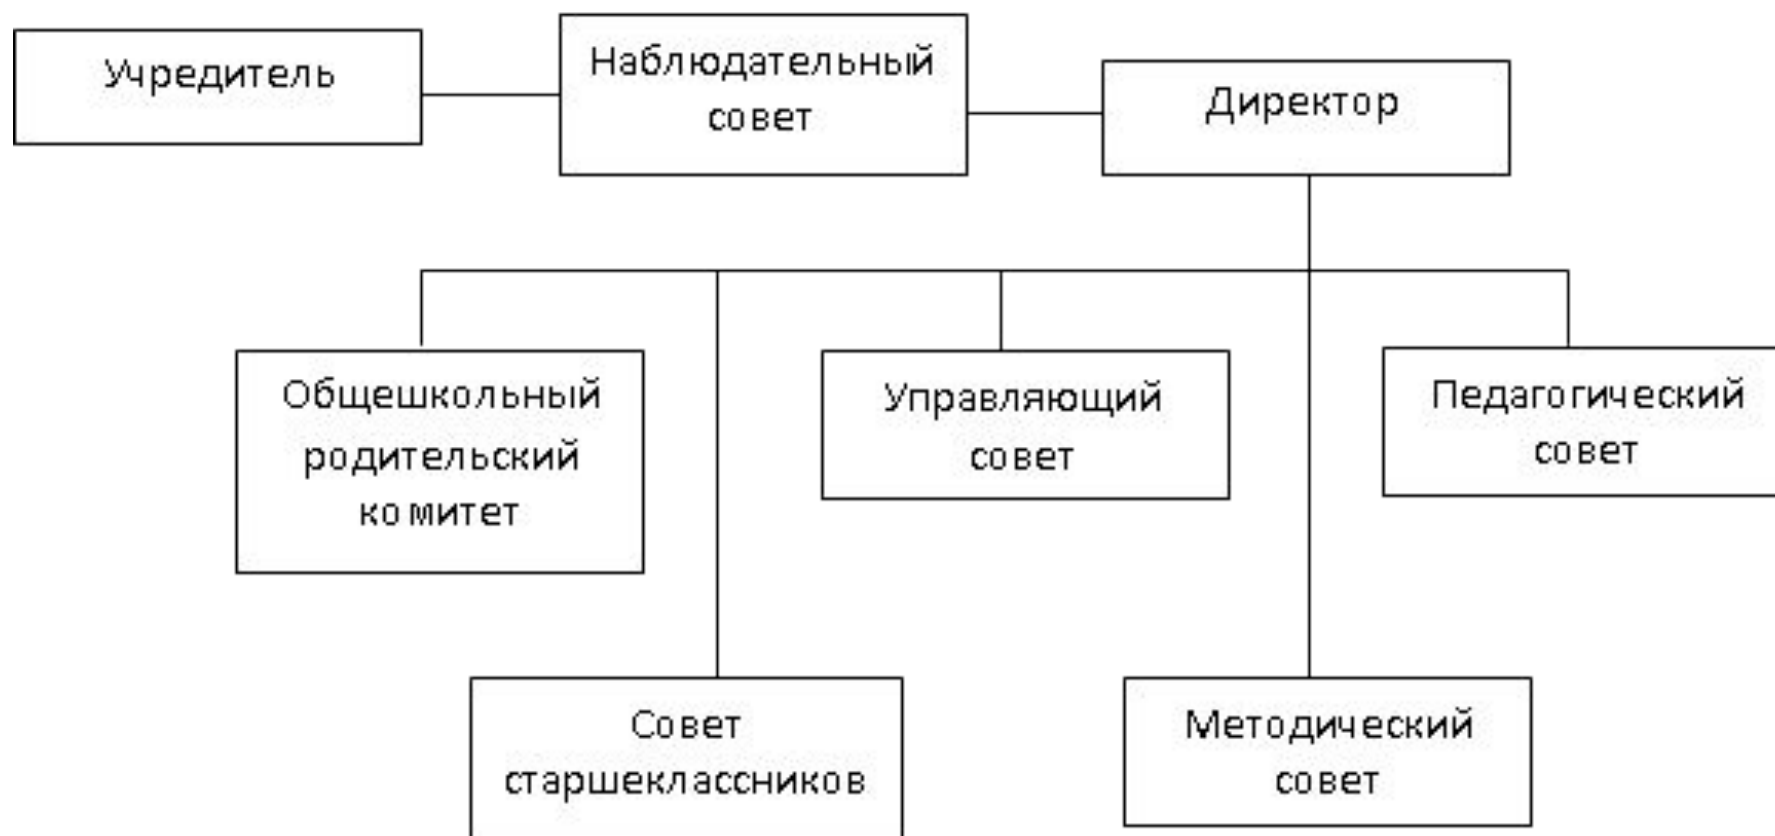 Учредитель
Наблюдательный
совет
Директор
Общешкольный
родительский
комитет
Управляющий
совет
Педагогический
совет
Совет
старшеклассников
Методический
совет